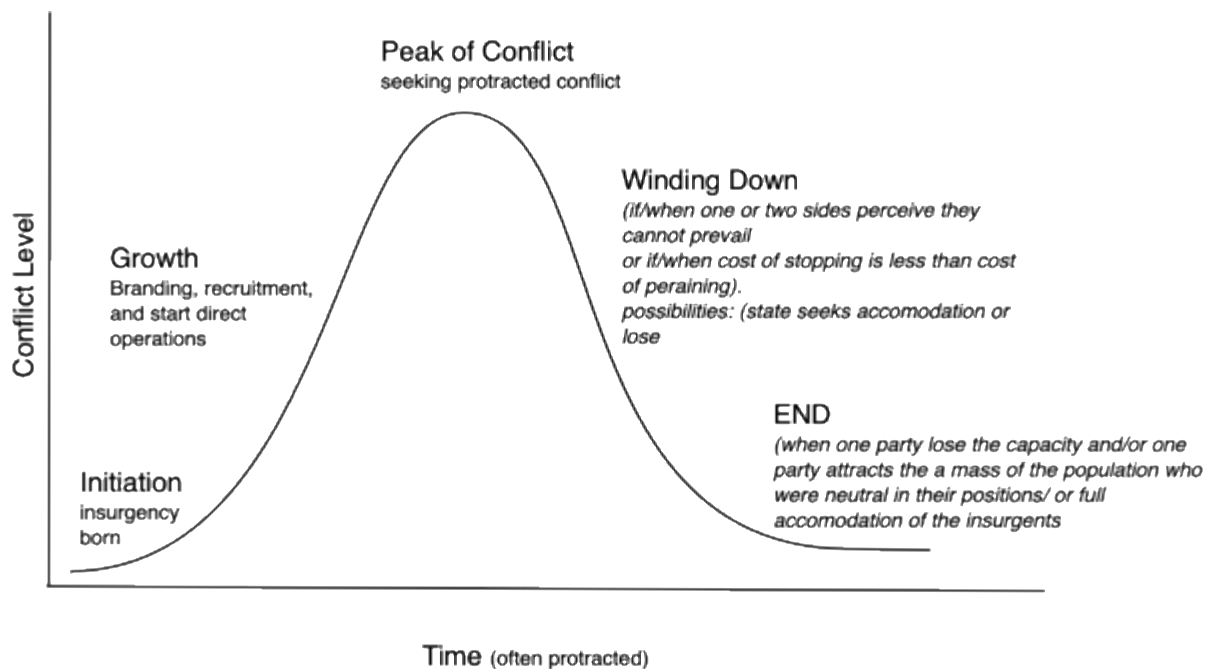 Peak of Conflict
seeking protracted conflict
Winding Down
(if/when one or two sides perceive they
cannot prevail
or if/when cost of stopping is less than cost
of peraining).
possibilities: (state seeks accomodation or
lose
Growth
Branding, recruitment,
and start direct
operations
Conflict Level
END
(when one party lose the capacity and/or one
party attracts the a mass of the population who
were neutral in their positions/ or full
accomodation of the insurgents
Initiation
insurgency
born
Time (often protracted)